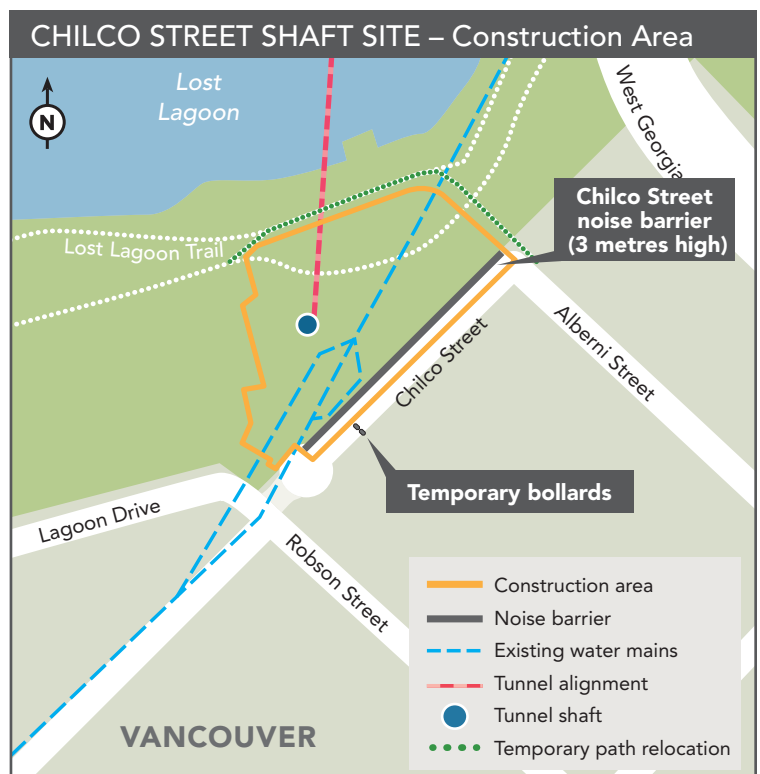 CHILCO STREET SHAFT SITE – Construction Area
Lost
Lagoon
N
West Georgia
Chilco Street
noise barrier
(3 metres high)
Lost Lagoon Trail
Alberni Street
Chilco Street
Temporary bollards
Lagoon Drive
Robson Street
VANCOUVER
Construction area
Noise barrier
Existing water mains
Tunnel alignment
Tunnel shaft
Temporary path relocation